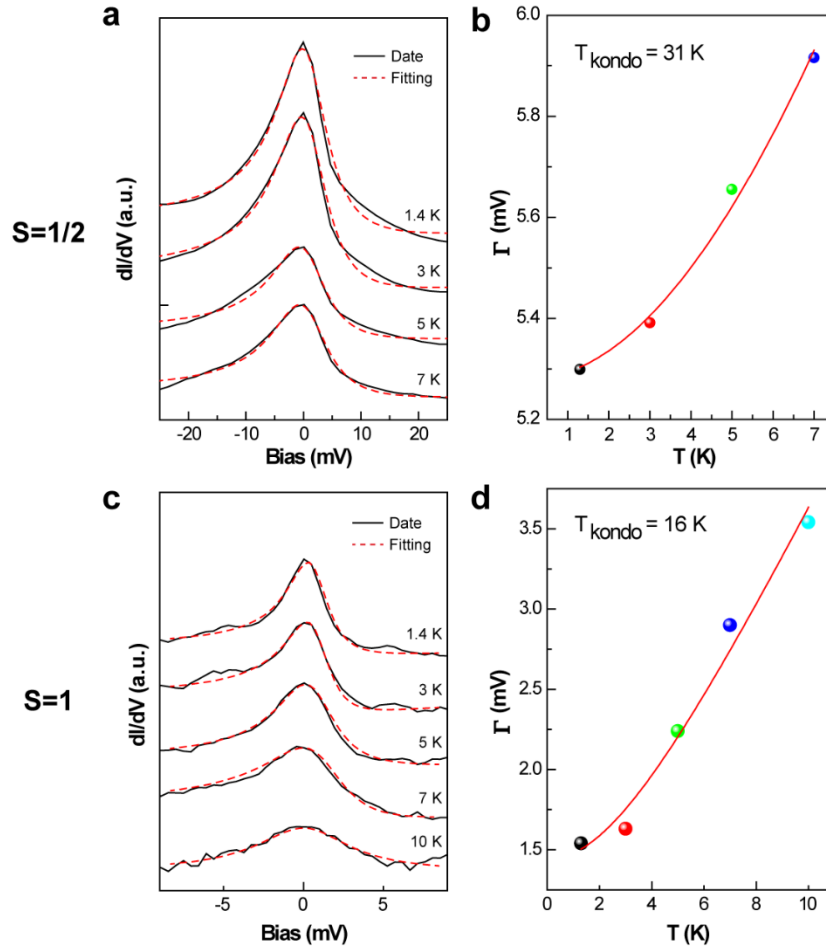 a
Date
Fitting
1.4 K
3 K
5 K
7 K
dI/dV (a.u.)
-20 -10 0 10 20
Bias (mV)
b
T kondo = 31 K
6.0
5.8
5.6
5.4
5.2
Γ (mV)
1 2 3 4 5 6 7
T (K)
S=1/2
c
Date
Fitting
1.4 K
3 K
5 K
7 K
10 K
dI/dV (a.u.)
-5 0 5
Bias (mV)
d
T kondo = 16 K
3.5
3.0
2.5
2.0
1.5
Γ (mV)
0 2 4 6 8 10
T (K)
S=1